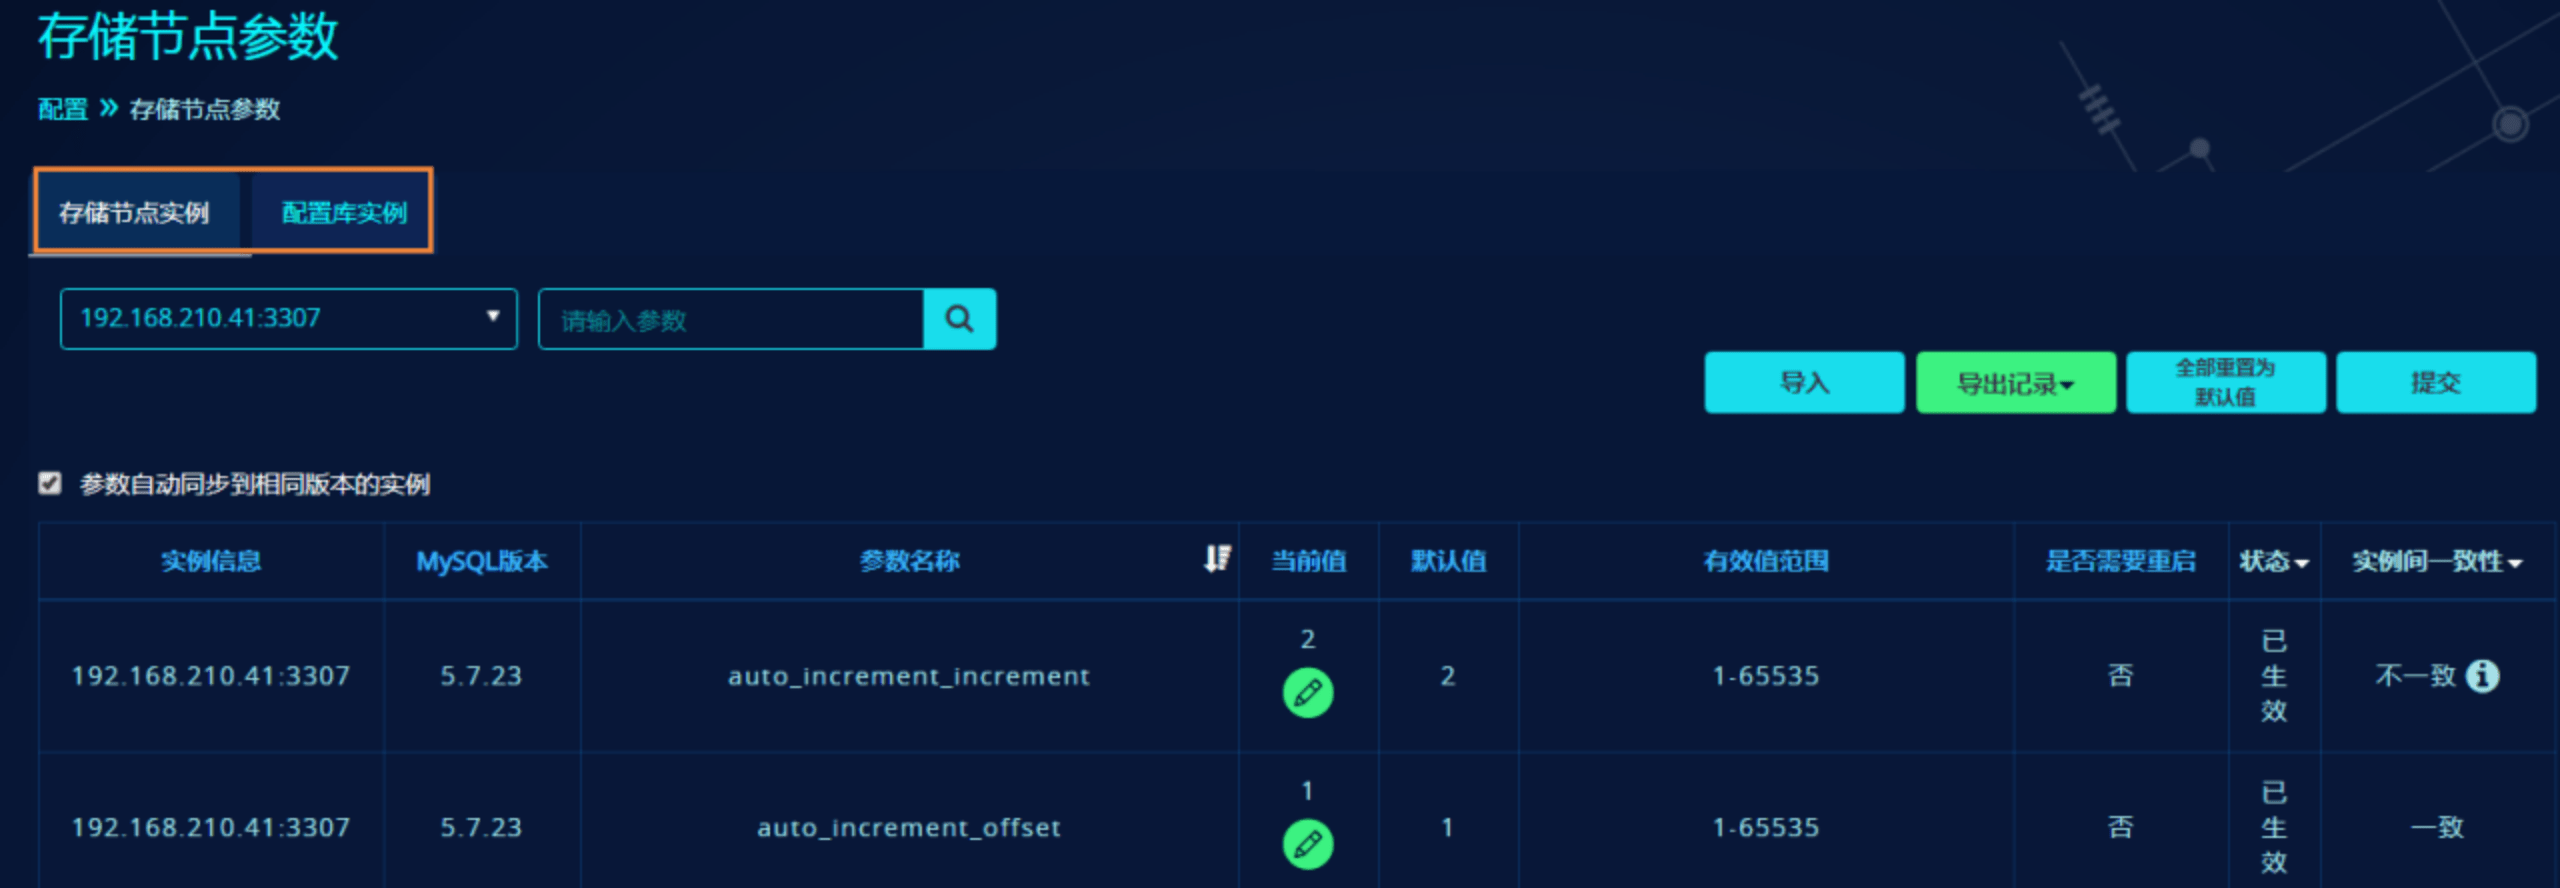 存储节点参数
配置 » 存储节点参数
存储节点实例 配置库实例
192.168.210.41:3307 请输入参数
导入 导出记录 全部重置为默认值 提交
参数自动同步到相同版本的实例
实例信息 MySQL版本 参数名称 当前值 默认值 有效值范围 是否需要重启 状态 实例间一致性
192.168.210.41:3307 5.7.23 auto_increment_increment 2 2 1-65535 否 已生效 不一致
192.168.210.41:3307 5.7.23 auto_increment_offset 1 1 1-65535 否 已生效 一致